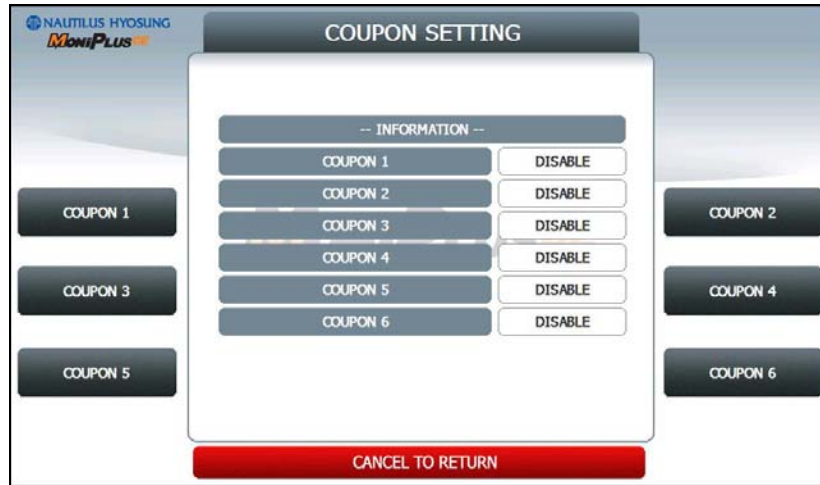 NAUTILUS HYOSUNG
MONiPLUS
COUPON SETTING
-- INFORMATION --
COUPON 1 DISABLE
COUPON 2 DISABLE
COUPON 3 DISABLE
COUPON 4 DISABLE
COUPON 5 DISABLE
COUPON 6 DISABLE
COUPON 1
COUPON 2
COUPON 3
COUPON 4
COUPON 5
COUPON 6
CANCEL TO RETURN